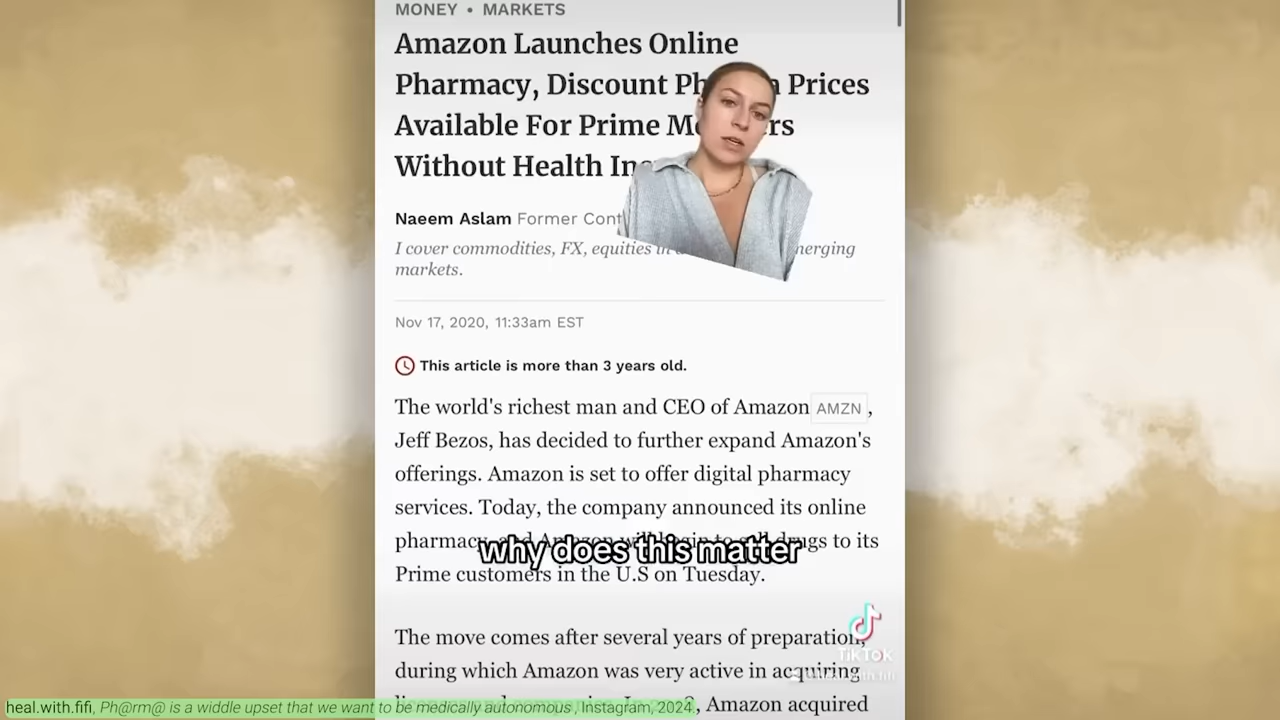 MONEY • MARKETS
Amazon Launches Online
Pharmacy, Discount Prices
Available For Prime
Without Health
Naeem Aslam Former
I cover commodities, FX, equities
markets.
Nov 17, 2020, 11:33am EST
This article is more than 3 years old.
The world's richest man and CEO of Amazon AMZN ,
Jeff Bezos, has decided to further expand Amazon's
offerings. Amazon is set to offer digital pharmacy
services. Today, the company announced its online
pharmacy, to its
why does this matter
Prime customers in the U.S on Tuesday.
The move comes after several years of preparation,
TikTok
during which Amazon was very active in acquiring
, Amazon acquired
heal.with.fifi, Ph@rm@ is a widdle upset that we want to be medically autonomous , Instagram, 2024.